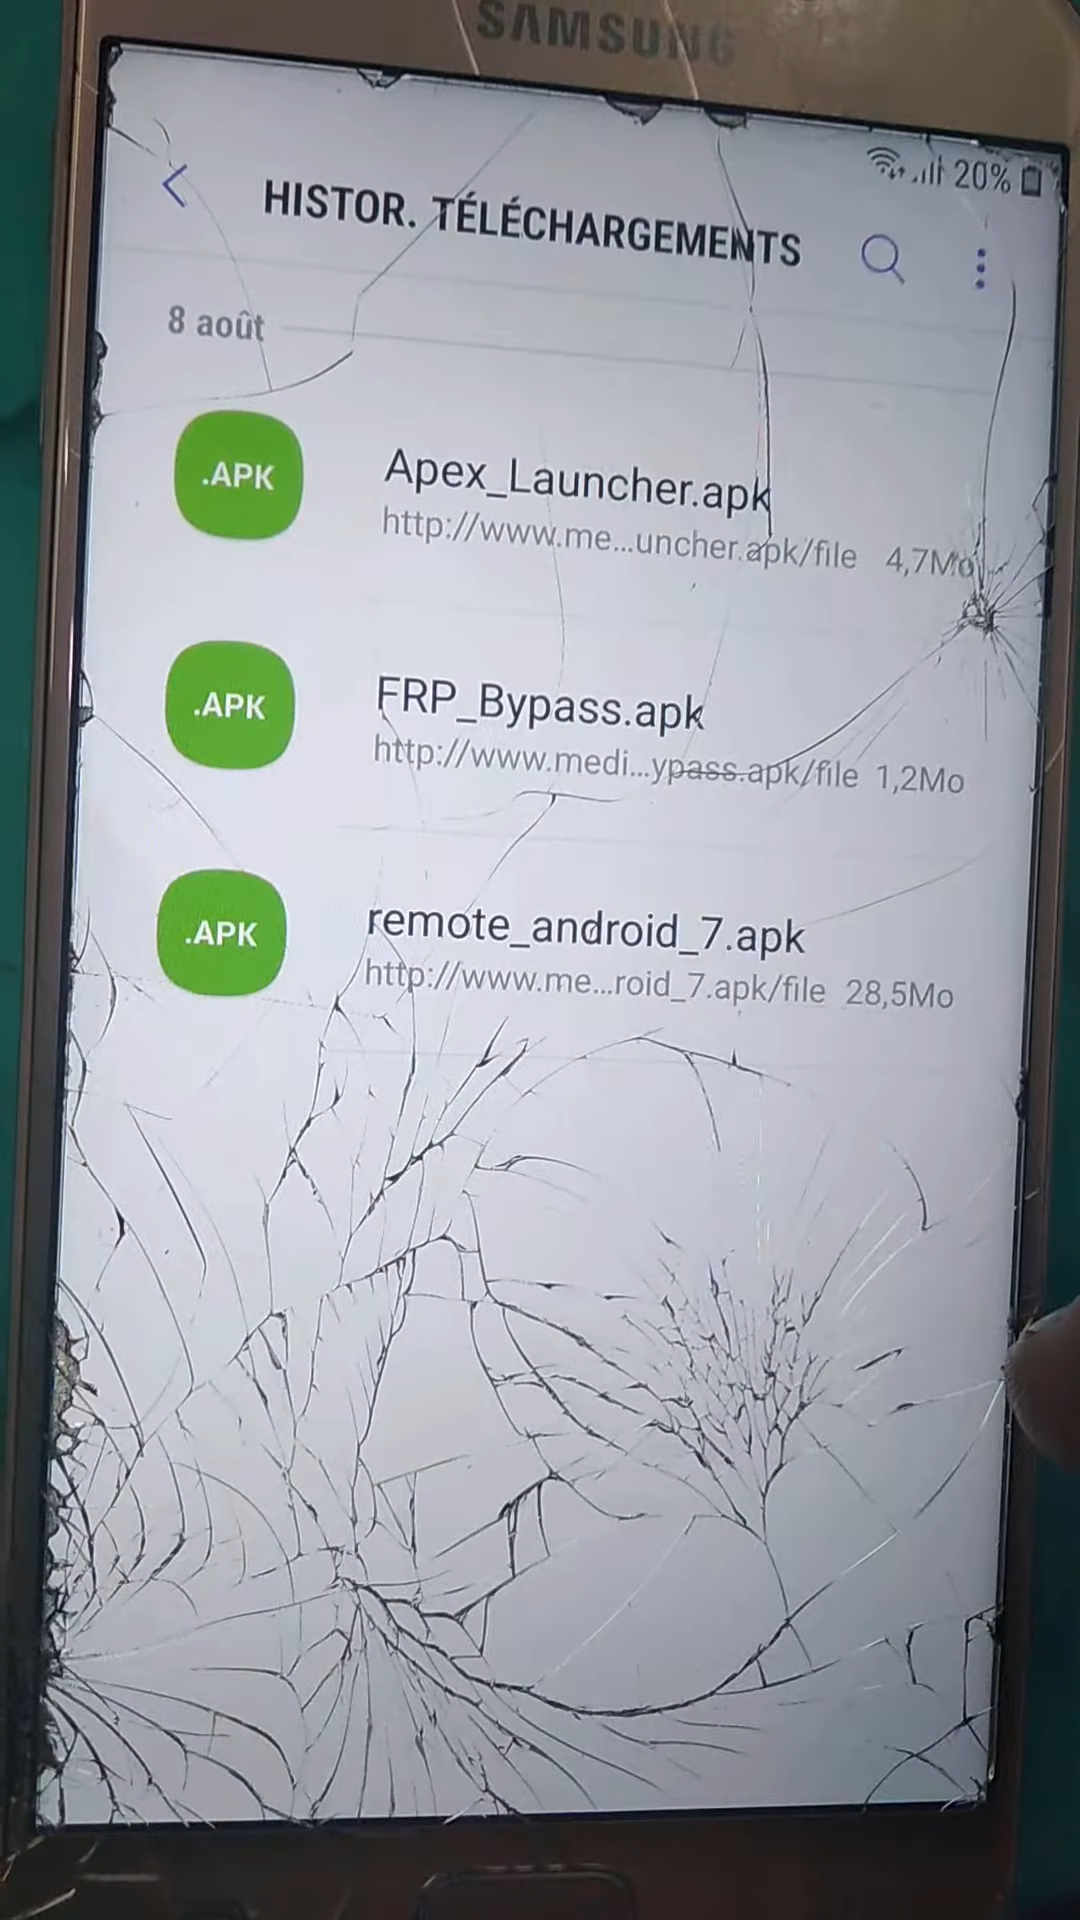 SAMSUNG
20%
HISTOR. TÉLÉCHARGEMENTS
8 août
.APK
Apex_Launcher.apk
http://www.me...uncher.apk/file 4,7Mo
.APK
FRP_Bypass.apk
http://www.medi...ypass.apk/file 1,2Mo
.APK
remote_android_7.apk
http://www.me...roid_7.apk/file 28,5Mo